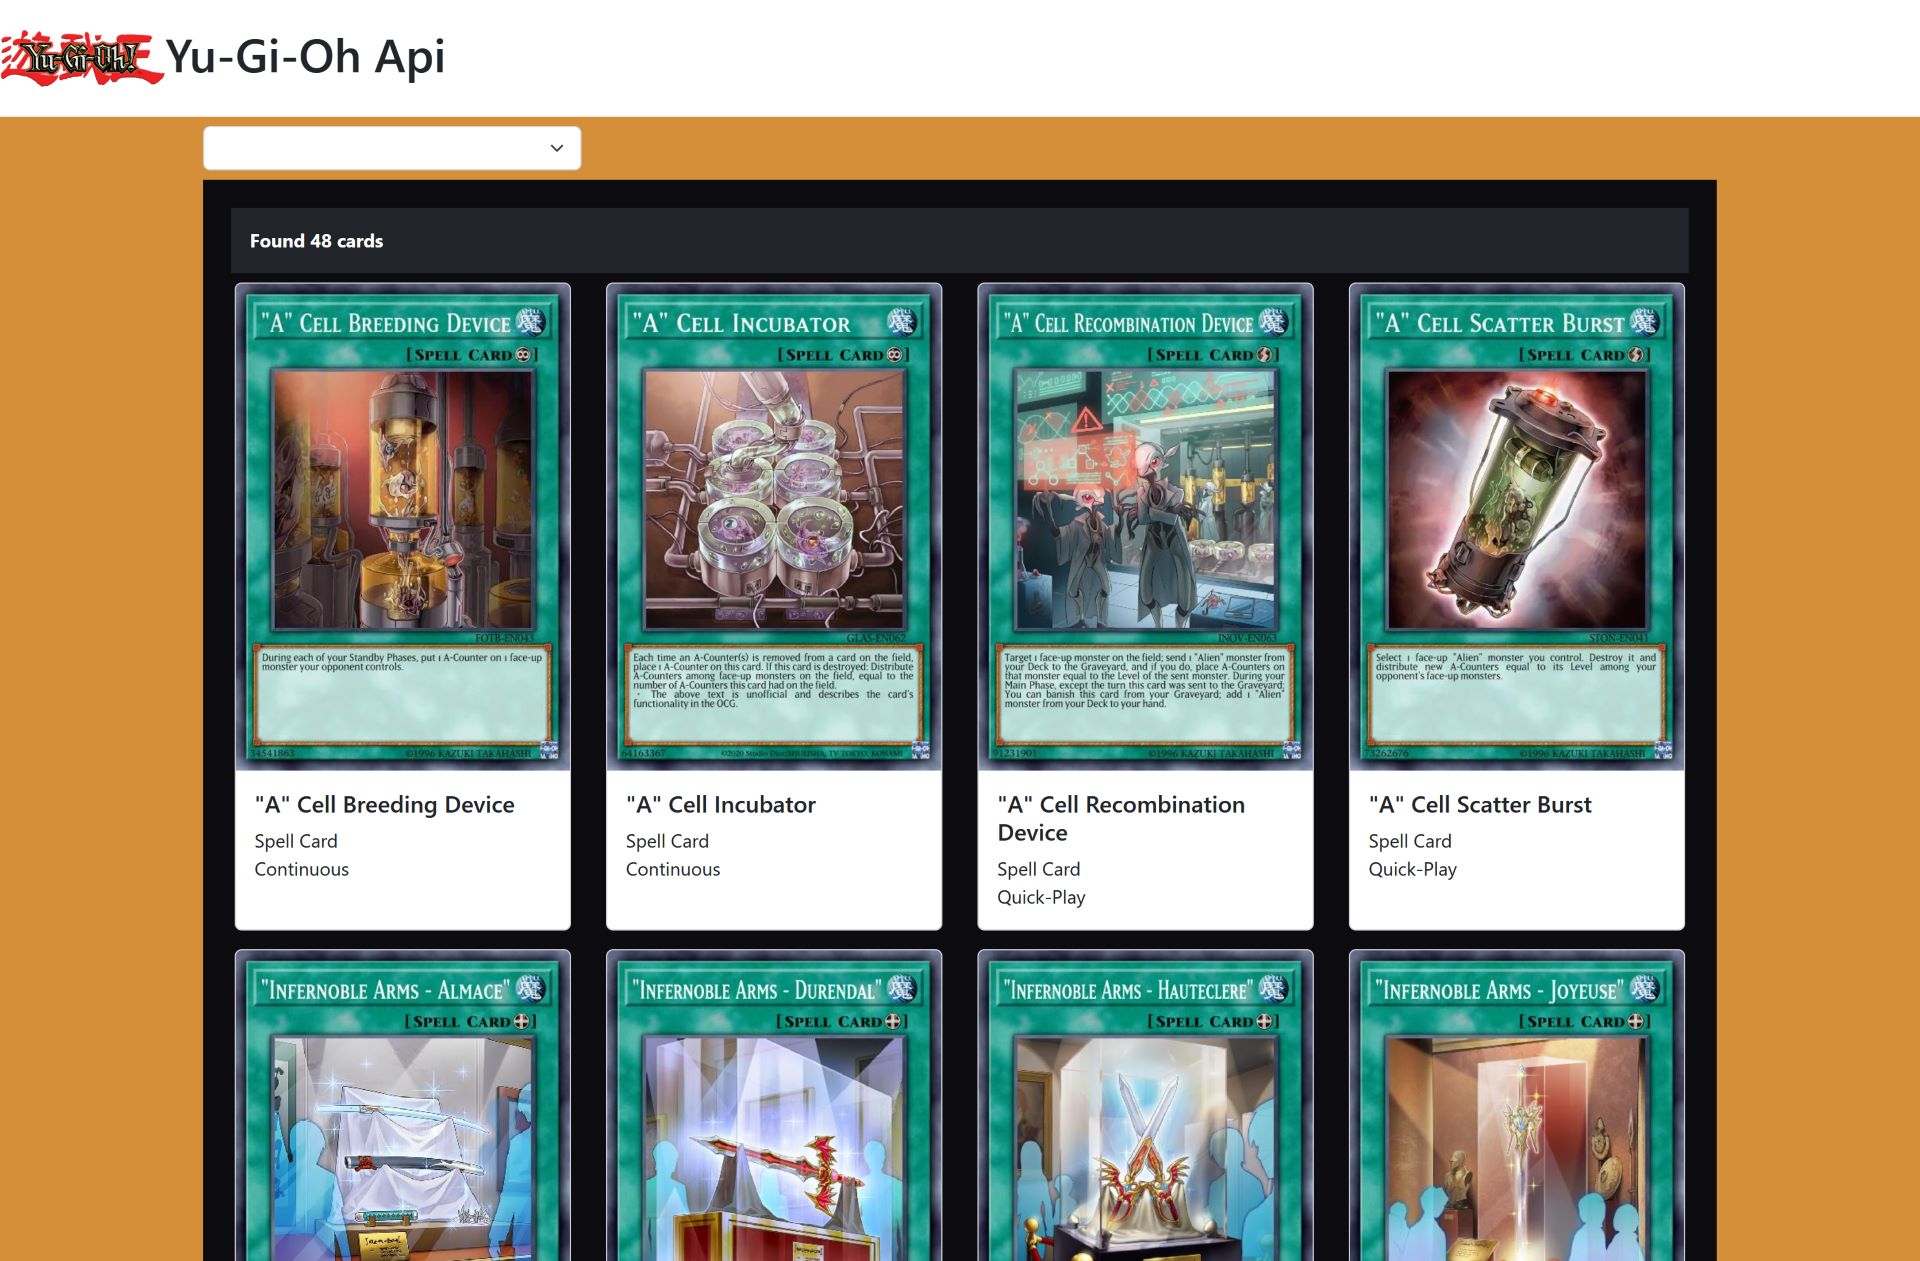 遊戯王
Yu-Gi-Oh!
Yu-Gi-Oh Api
Found 48 cards
"A" Cell Breeding Device
[Spell Card]
FOTB-EN043
During each of your Standby Phases, put 1 A-Counter on 1 face-up
monster your opponent controls.
34541863
©1996 KAZUKI TAKAHASHI
"A" Cell Incubator
[Spell Card]
GLAS-EN062
Each time an A-Counter(s) is removed from a card on the field,
place 1 A-Counter on this card. If this card is destroyed: Distribute
A-Counters among face-up monsters on the field, equal to the
number of A-Counters this card had on the field.
· The above text is unofficial and describes the card's
functionality in the OCG.
64163367
©2020 Studio Dice/SHUEISHA, TV TOKYO, KONAMI
"A" Cell Recombination Device
[Spell Card]
INOV-EN063
Target 1 face-up monster on the field; send 1 "Alien" monster from
your Deck to the Graveyard, and if you do, place A-Counters on
that monster equal to the Level of the sent monster. During your
Main Phase, except the turn this card was sent to the Graveyard:
You can banish this card from your Graveyard; add 1 "Alien"
monster from your Deck to your hand.
91231901
©1996 KAZUKI TAKAHASHI
"A" Cell Scatter Burst
[Spell Card]
STON-EN041
Select 1 face-up "Alien" monster you control. Destroy it and
distribute new A-Counters equal to its Level among your
opponent's face-up monsters.
73262676
©1996 KAZUKI TAKAHASHI
"A" Cell Breeding Device
Spell Card
Continuous
"A" Cell Incubator
Spell Card
Continuous
"A" Cell Recombination
Device
Spell Card
Quick-Play
"A" Cell Scatter Burst
Spell Card
Quick-Play
"Infernoble Arms - Almace"
[Spell Card]
"Infernoble Arms - Durendal"
[Spell Card]
"Infernoble Arms - Hauteclere"
[Spell Card]
"Infernoble Arms - Joyeuse"
[Spell Card]